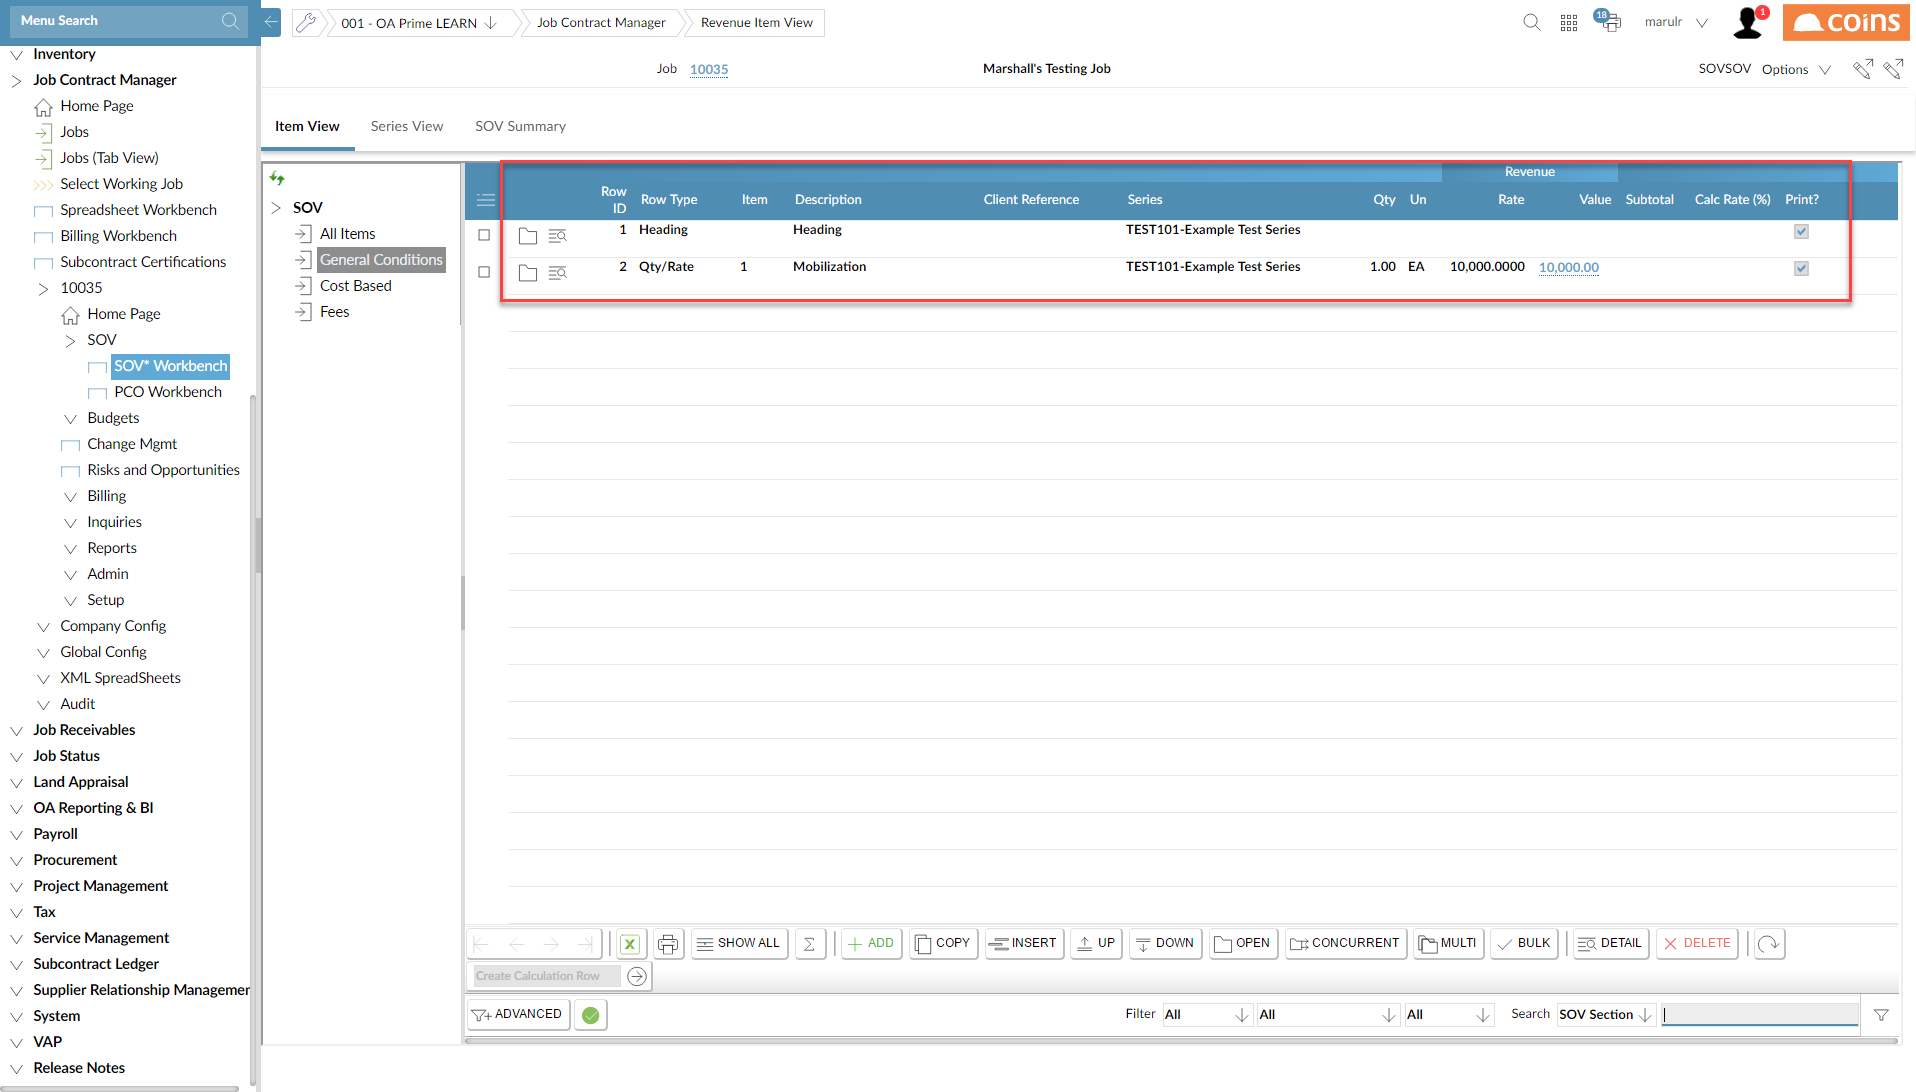 Menu Search
001 - OA Prime LEARN
Job Contract Manager
Revenue Item View
18
marulr
1
coins
Job 10035
Marshall's Testing Job
SOVSOV Options
Item View
Series View
SOV Summary
Inventory
Job Contract Manager
Home Page
Jobs
Jobs (Tab View)
Select Working Job
Spreadsheet Workbench
Billing Workbench
Subcontract Certifications
10035
Home Page
SOV
SOV* Workbench
PCO Workbench
Budgets
Change Mgmt
Risks and Opportunities
Billing
Inquiries
Reports
Admin
Setup
Company Config
Global Config
XML SpreadSheets
Audit
Job Receivables
Job Status
Land Appraisal
OA Reporting & BI
Payroll
Procurement
Project Management
Tax
Service Management
Subcontract Ledger
Supplier Relationship Managemen
System
VAP
Release Notes
SOV
All Items
General Conditions
Cost Based
Fees
Revenue
Row ID Row Type Item Description Client Reference Series Qty Un Rate Value Subtotal Calc Rate (%) Print?
1 Heading Heading TEST101-Example Test Series
2 Qty/Rate 1 Mobilization TEST101-Example Test Series 1.00 EA 10,000.0000 10,000.00
SHOW ALL
ADD
COPY
INSERT
UP
DOWN
OPEN
CONCURRENT
MULTI
BULK
DETAIL
DELETE
Create Calculation Row
ADVANCED
Filter All All All Search SOV Section